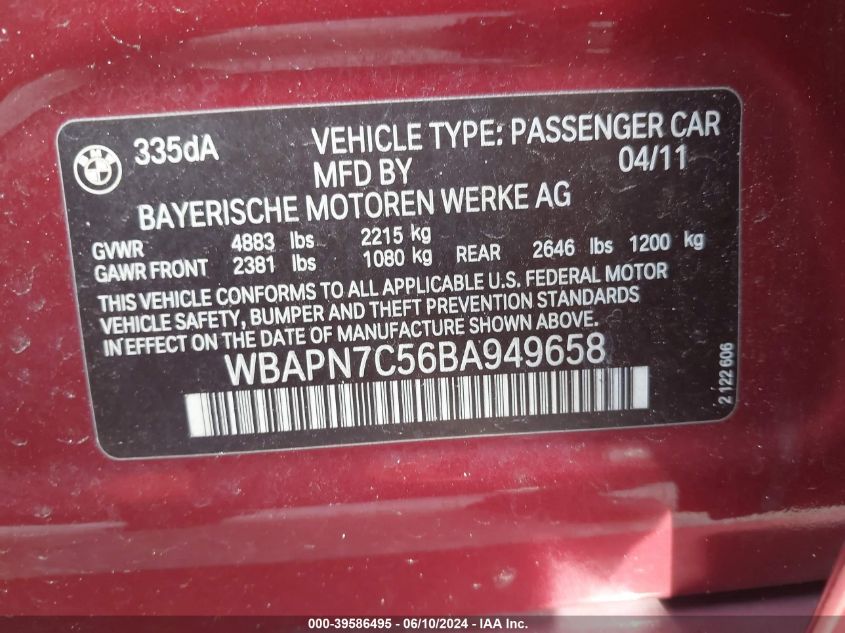 335dA VEHICLE TYPE: PASSENGER CAR
MFD BY 04/11
BAYERISCHE MOTOREN WERKE AG
GVWR 4883 lbs 2215 kg
GAWR FRONT 2381 lbs 1080 kg REAR 2646 lbs 1200 kg
THIS VEHICLE CONFORMS TO ALL APPLICABLE U.S. FEDERAL MOTOR
VEHICLE SAFETY, BUMPER AND THEFT PREVENTION STANDARDS
IN EFFECT ON THE DATE OF MANUFACTURE SHOWN ABOVE.
WBAPN7C56BA949658
2 122 606
000-39586495 - 06/10/2024 - IAA Inc.